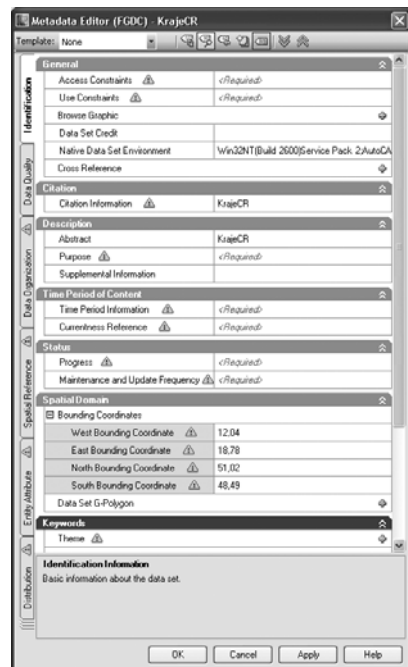 Metadata Editor (FGDC) - KrajeCR
Template: None
Identification
Data Quality
Data Organization
Spatial Reference
Entity Attribute
Distribution
General
Access Constraints <Required>
Use Constraints <Required>
Browse Graphic
Data Set Credit
Native Data Set Environment Win32NT(Build 2600)Service Pack 2;AutoCA
Cross Reference
Citation
Citation Information KrajeCR
Description
Abstract KrajeCR
Purpose <Required>
Supplemental Information
Time Period of Content
Time Period Information <Required>
Currentness Reference <Required>
Status
Progress <Required>
Maintenance and Update Frequency <Required>
Spatial Domain
Bounding Coordinates
West Bounding Coordinate 12,04
East Bounding Coordinate 18,78
North Bounding Coordinate 51,02
South Bounding Coordinate 48,49
Data Set G-Polygon
Keywords
Theme
Identification Information
Basic information about the data set.
OK Cancel Apply Help